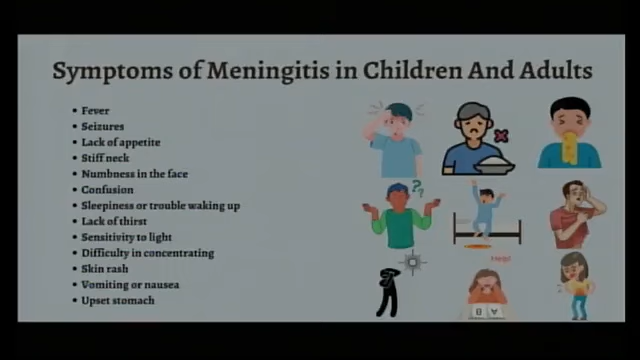 Symptoms of Meningitis in Children And Adults
• Fever
• Seizures
• Lack of appetite
• Stiff neck
• Numbness in the face
• Confusion
• Sleepiness or trouble waking up
• Lack of thirst
• Sensitivity to light
• Difficulty in concentrating
• Skin rash
• Vomiting or nausea
• Upset stomach
Help!